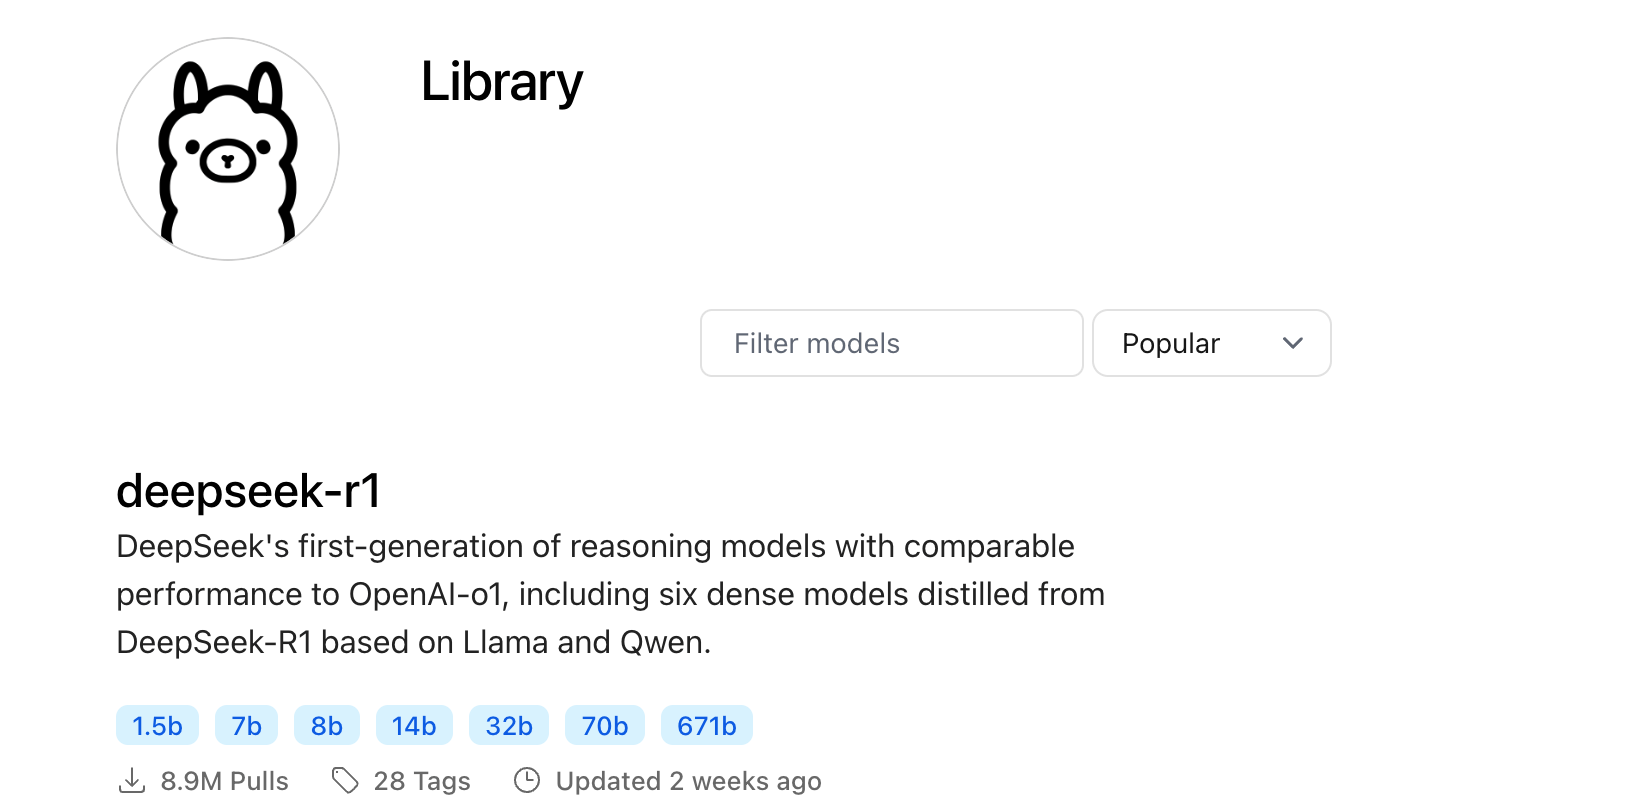 Library
Filter models
Popular
deepseek-r1
DeepSeek's first-generation of reasoning models with comparable
performance to OpenAI-o1, including six dense models distilled from
DeepSeek-R1 based on Llama and Qwen.
1.5b 7b 8b 14b 32b 70b 671b
8.9M Pulls 28 Tags Updated 2 weeks ago